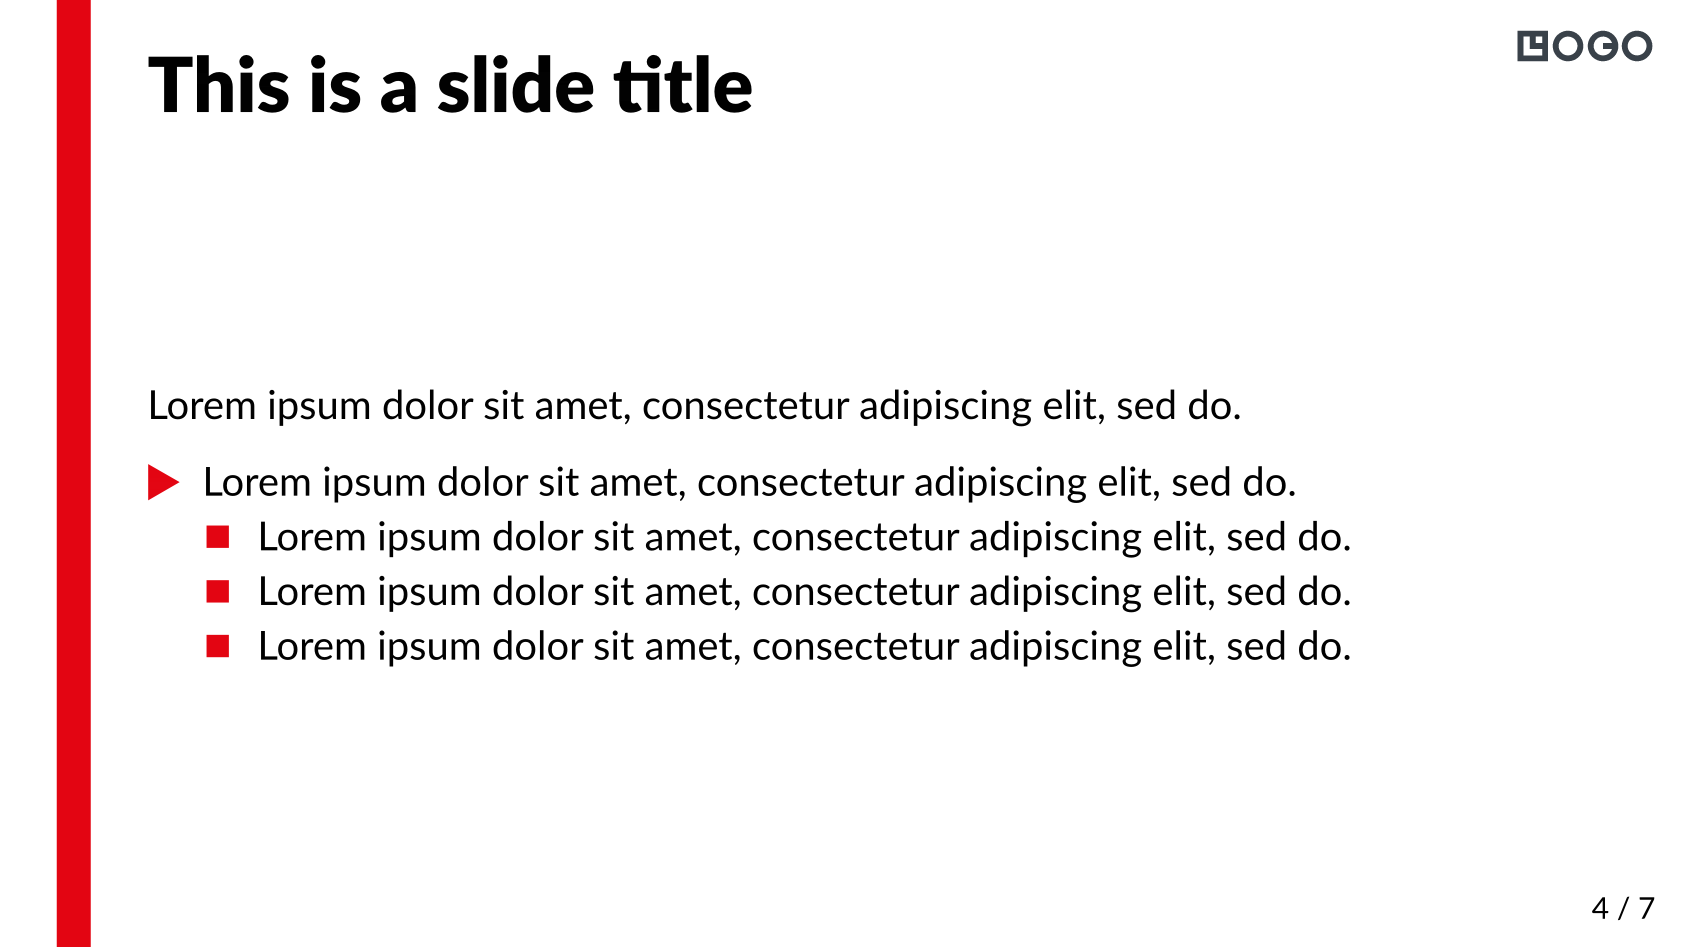 This is a slide title
LOGO
Lorem ipsum dolor sit amet, consectetur adipiscing elit, sed do.
Lorem ipsum dolor sit amet, consectetur adipiscing elit, sed do.
Lorem ipsum dolor sit amet, consectetur adipiscing elit, sed do.
Lorem ipsum dolor sit amet, consectetur adipiscing elit, sed do.
Lorem ipsum dolor sit amet, consectetur adipiscing elit, sed do.
4 / 7